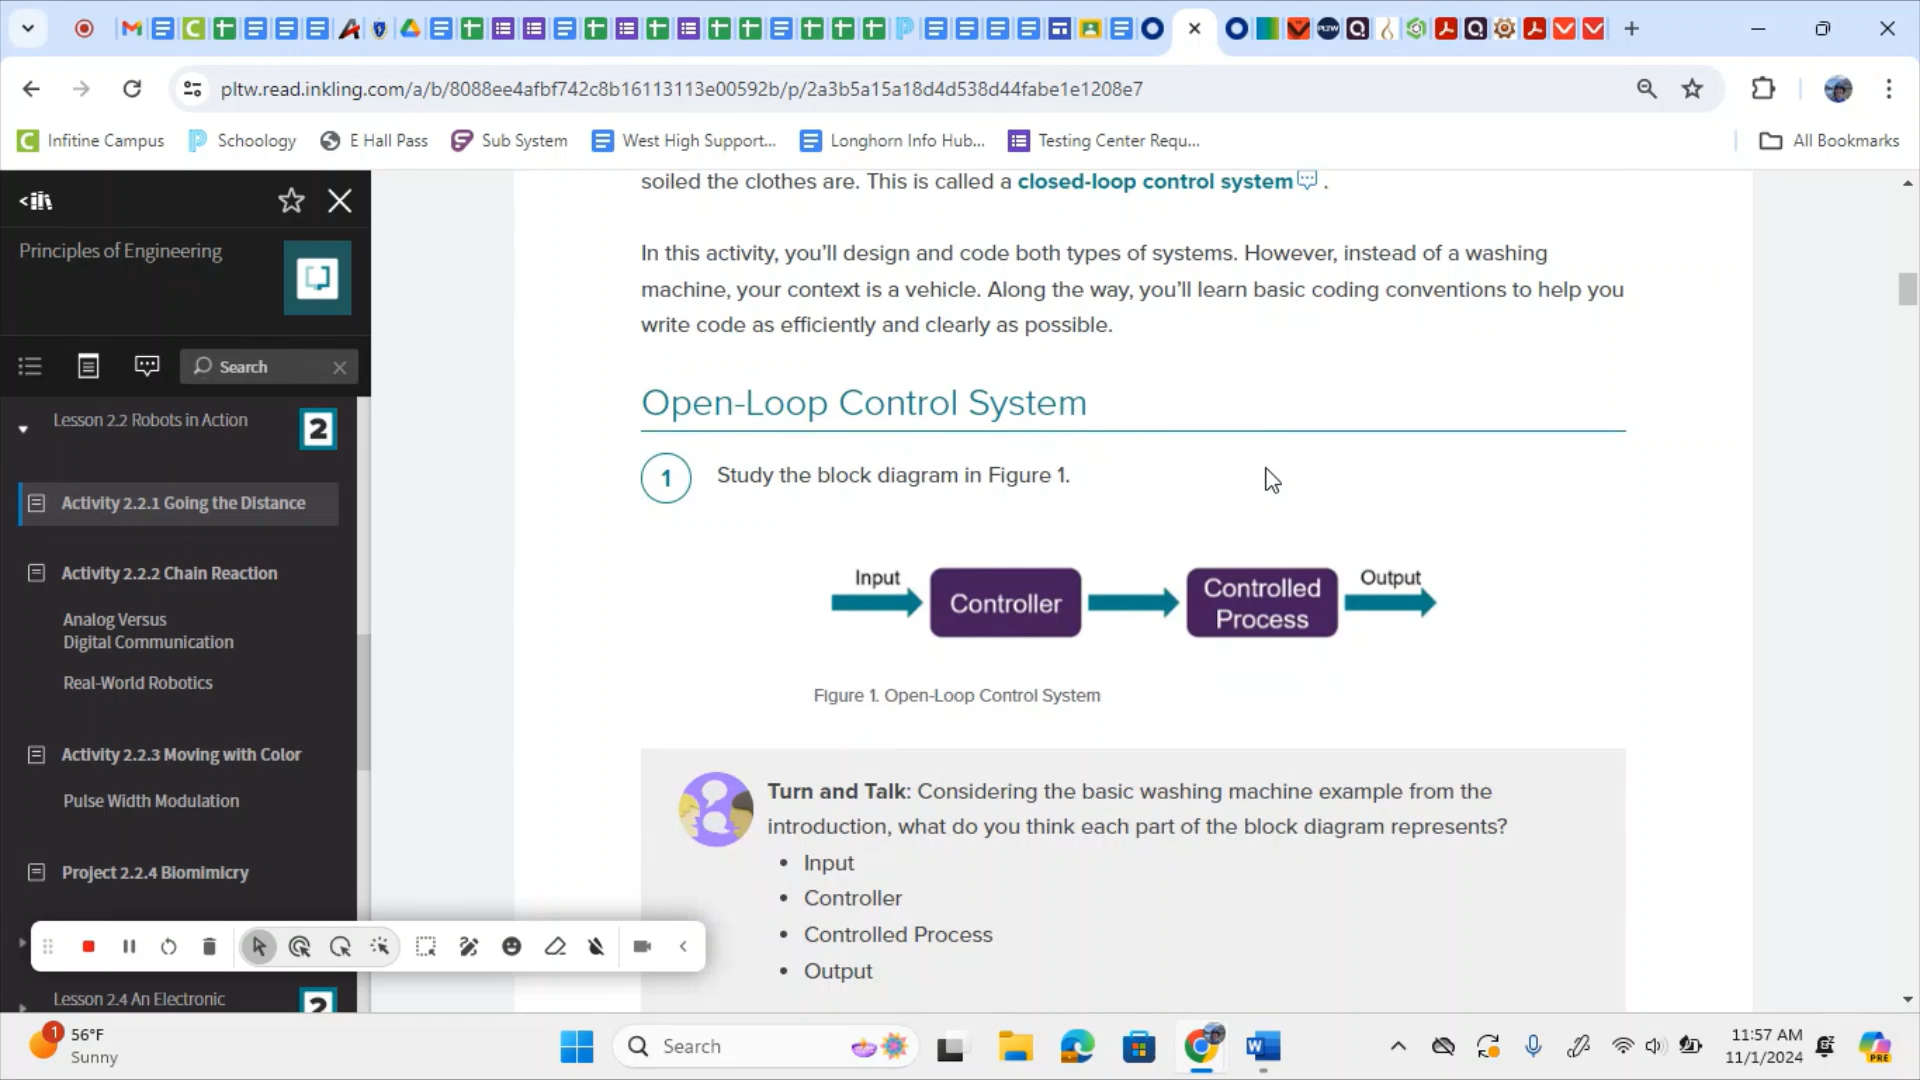 pltw.read.inkling.com/a/b/8088ee4afbf742c8b16113113e00592b/p/2a3b5a15a18d4d538d44fabe1e1208e7
Infitine Campus
Schoology
E Hall Pass
Sub System
West High Support...
Longhorn Info Hub...
Testing Center Requ...
All Bookmarks
Principles of Engineering
Search
Lesson 2.2 Robots in Action
2
Activity 2.2.1 Going the Distance
Activity 2.2.2 Chain Reaction
Analog Versus
Digital Communication
Real-World Robotics
Activity 2.2.3 Moving with Color
Pulse Width Modulation
Project 2.2.4 Biomimicry
Lesson 2.4 An Electronic
2
soiled the clothes are. This is called a closed-loop control system .
In this activity, you’ll design and code both types of systems. However, instead of a washing
machine, your context is a vehicle. Along the way, you’ll learn basic coding conventions to help you
write code as efficiently and clearly as possible.
Open-Loop Control System
1 Study the block diagram in Figure 1.
Input
Controller
Controlled
Process
Output
Figure 1. Open-Loop Control System
Turn and Talk: Considering the basic washing machine example from the
introduction, what do you think each part of the block diagram represents?
• Input
• Controller
• Controlled Process
• Output
1
56°F
Sunny
Search
11:57 AM
11/1/2024
PRE